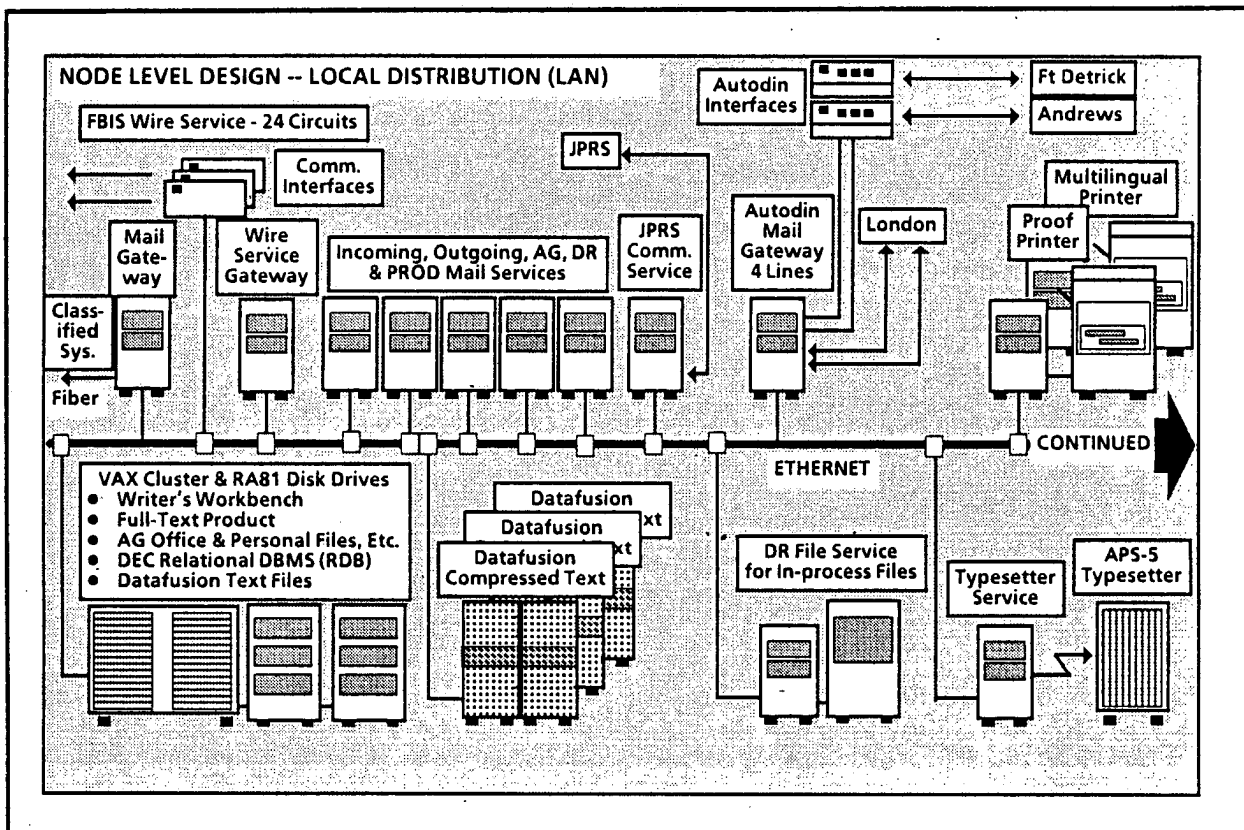 NODE LEVEL DESIGN -- LOCAL DISTRIBUTION (LAN)
FBIS Wire Service - 24 Circuits
Comm.
Interfaces
Autodin
Interfaces
Ft Detrick
Andrews
JPRS
Multilingual
Printer
Proof
Printer
Mail
Gate-
way
Wire
Service
Gateway
Incoming, Outgoing, AG, DR
& PROD Mail Services
JPRS
Comm.
Service
Autodin
Mail
Gateway
4 Lines
London
Class-
ified
Sys.
Fiber
ETHERNET
CONTINUED
VAX Cluster & RA81 Disk Drives
● Writer's Workbench
● Full-Text Product
● AG Office & Personal Files, Etc.
● DEC Relational DBMS (RDB)
● Datafusion Text Files
Datafusion
Datafusion
Datafusion
Compressed Text
DR File Service
for In-process Files
Typesetter
Service
APS-5
Typesetter